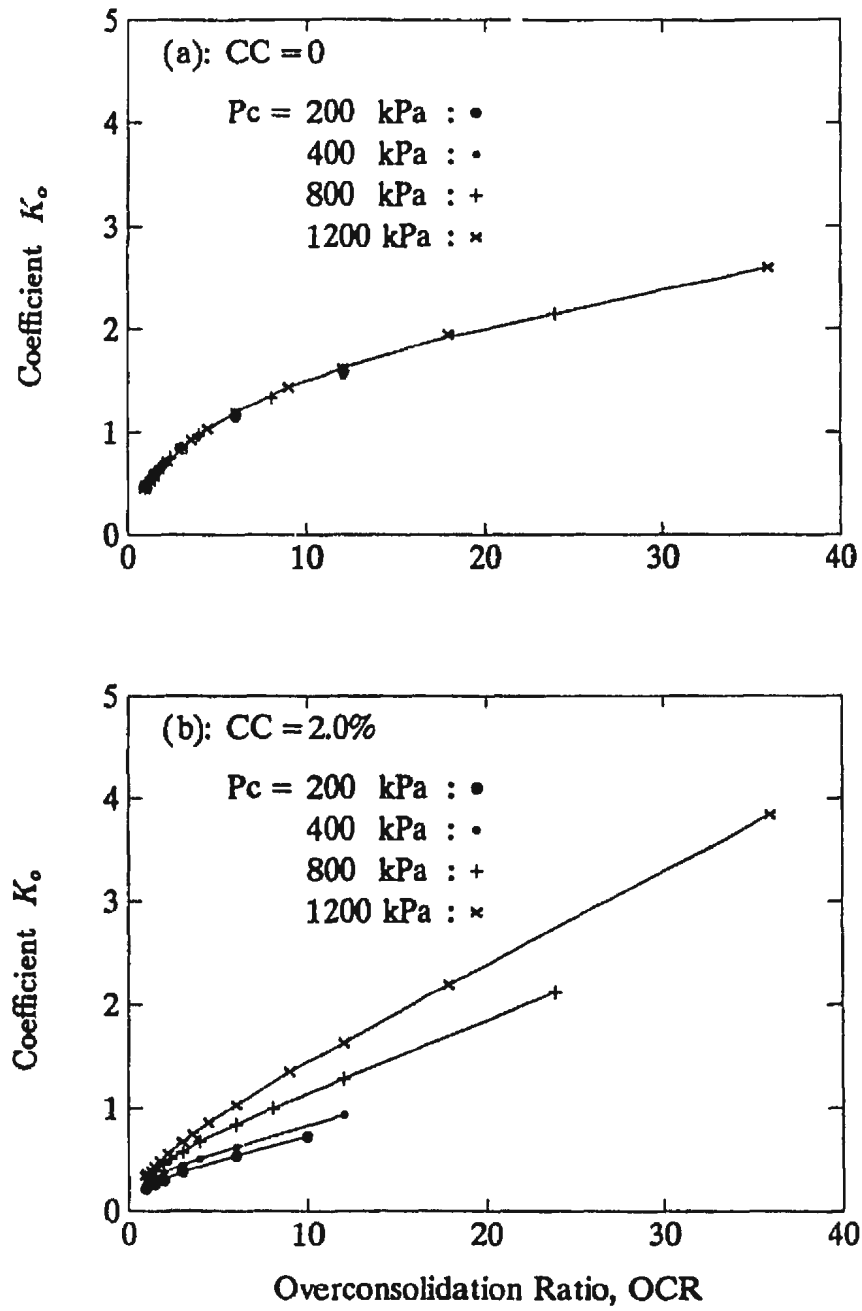 (a): CC = 0
Pc = 200 kPa : •
400 kPa : •
800 kPa : +
1200 kPa : ×
Coefficient K₀
5
4
3
2
1
0
0 10 20 30 40
(b): CC = 2.0%
Pc = 200 kPa : •
400 kPa : •
800 kPa : +
1200 kPa : ×
Coefficient K₀
5
4
3
2
1
0
0 10 20 30 40
Overconsolidation Ratio, OCR